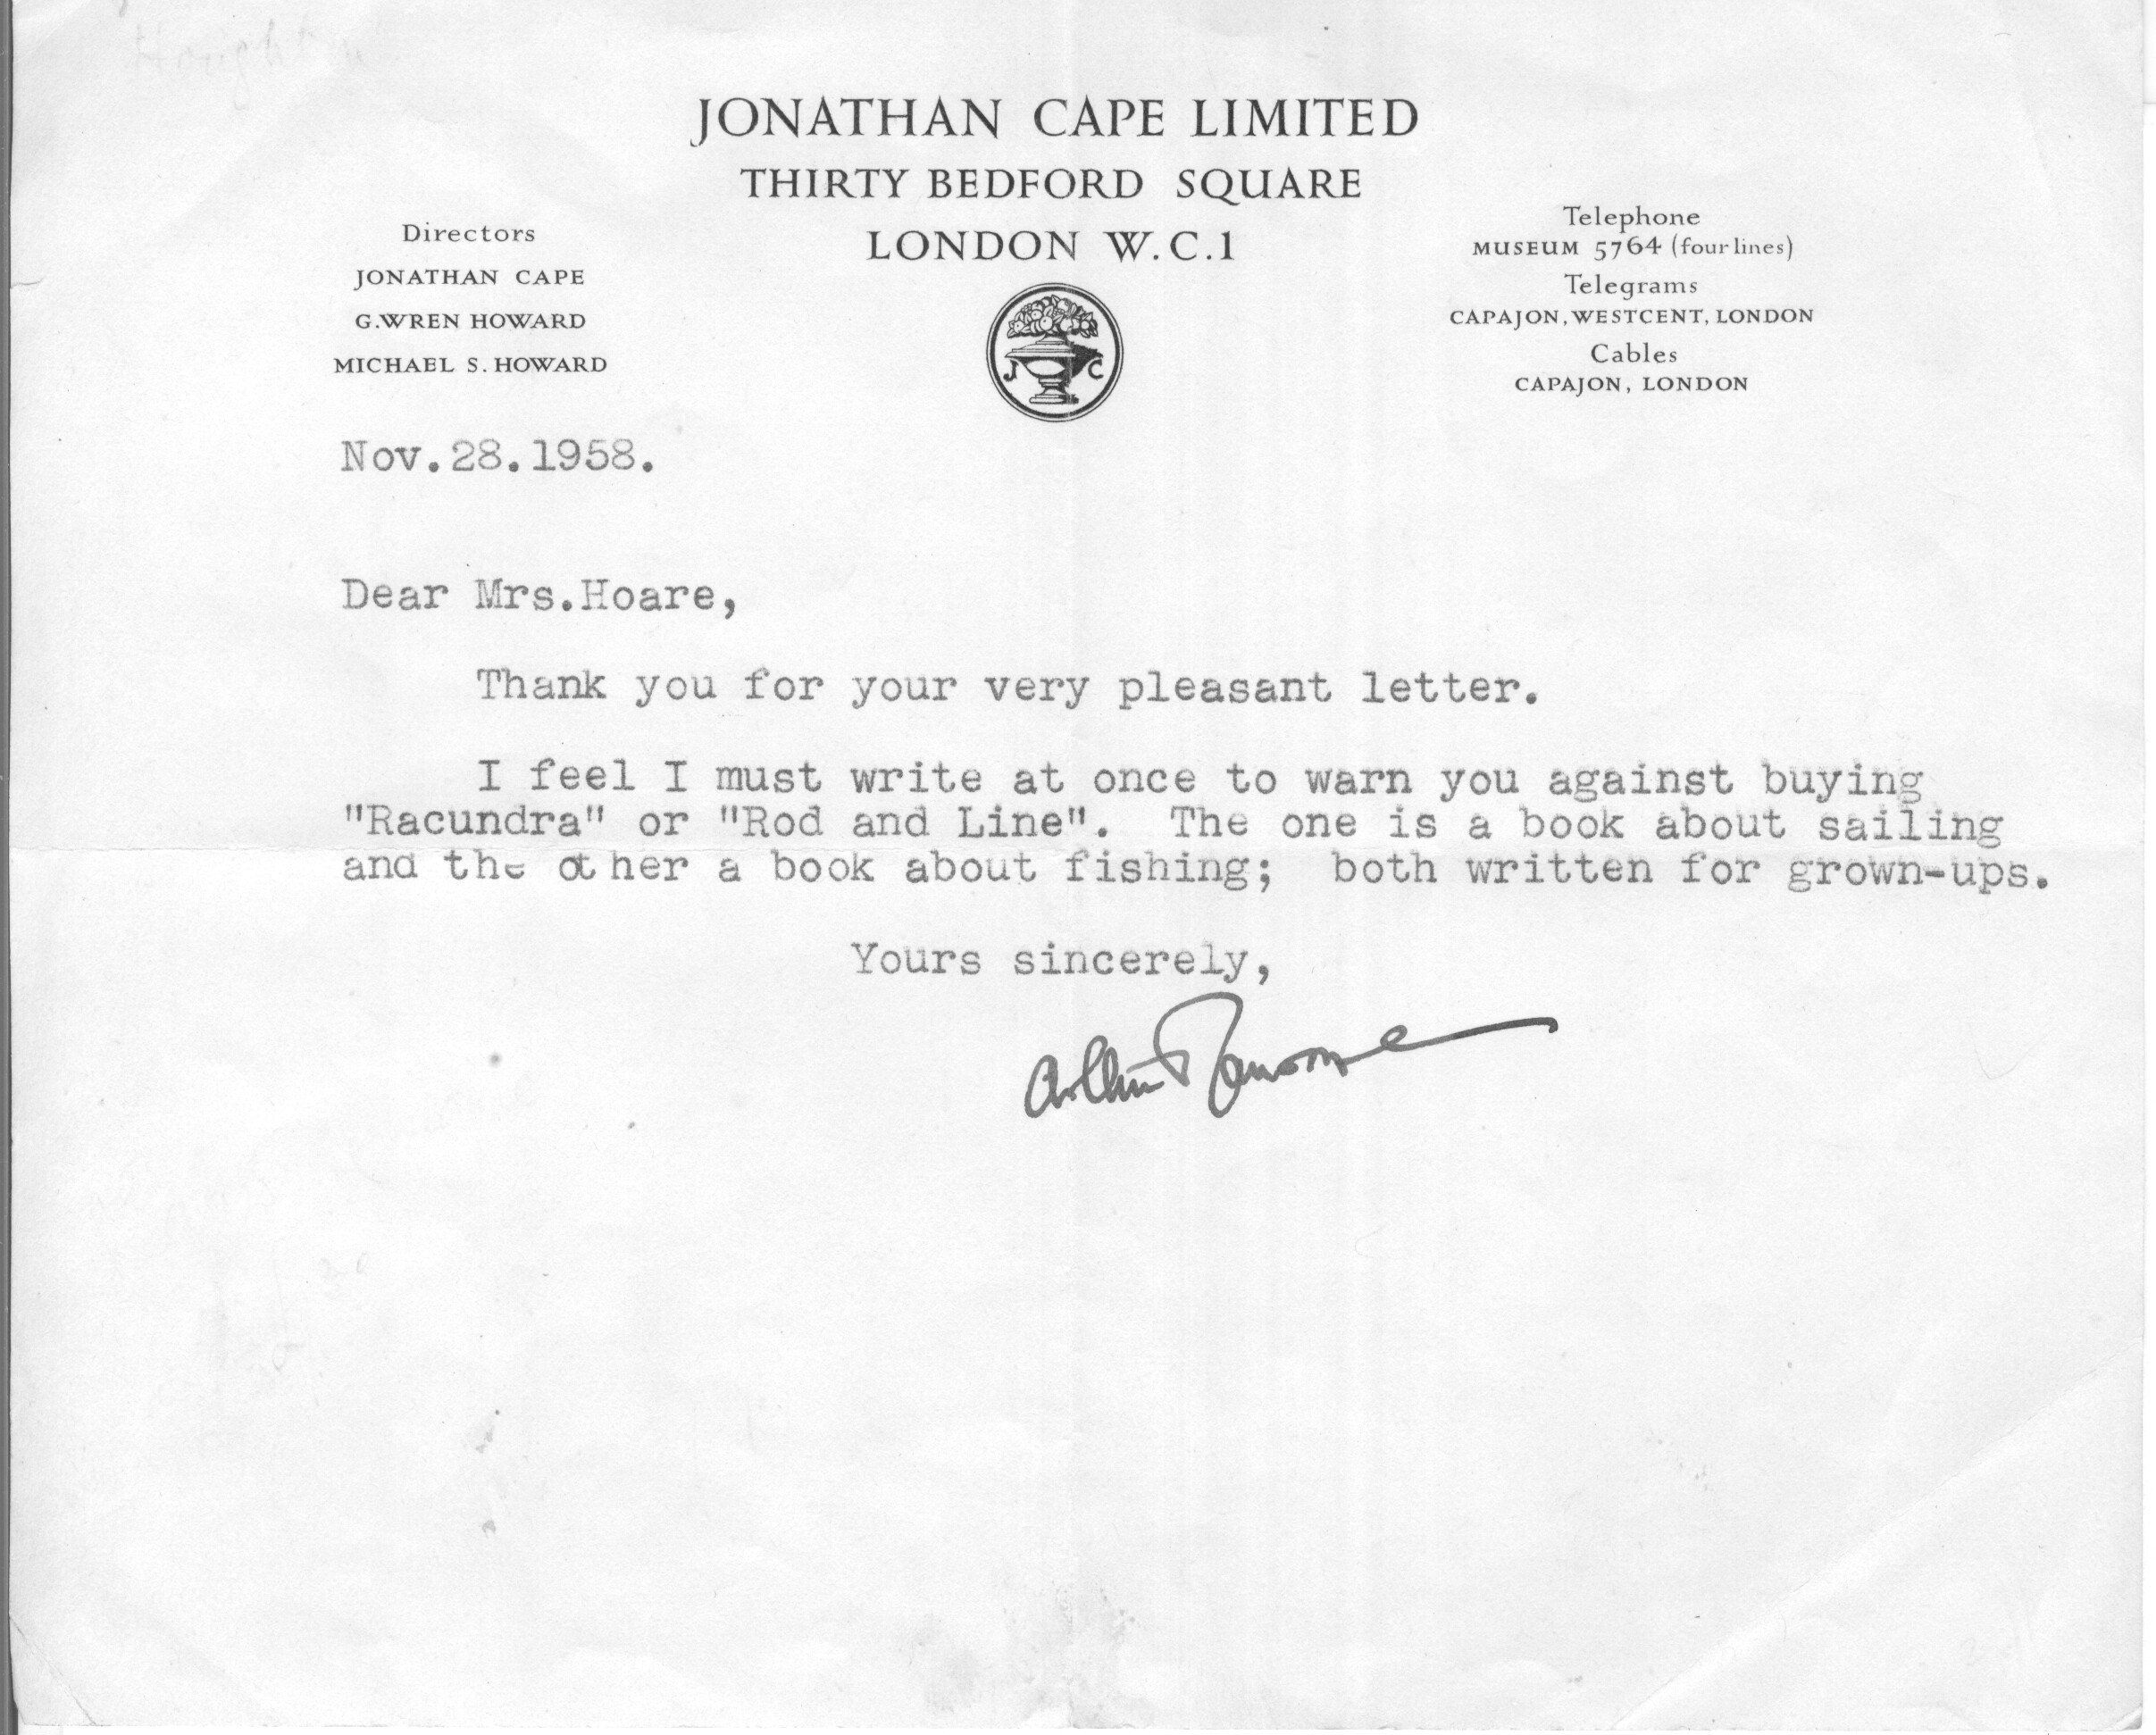 JONATHAN CAPE LIMITED
THIRTY BEDFORD SQUARE
LONDON W.C.1
Directors
JONATHAN CAPE
G.WREN HOWARD
MICHAEL S. HOWARD
Telephone
MUSEUM 5764 (four lines)
Telegrams
CAPAJON, WESTCENT, LONDON
Cables
CAPAJON, LONDON
J C
Nov.28.1958.
Dear Mrs.Hoare,
Thank you for your very pleasant letter.
I feel I must write at once to warn you against buying
"Racundra" or "Rod and Line". The one is a book about sailing
and the other a book about fishing; both written for grown-ups.
Yours sincerely,
Arthur Ransome